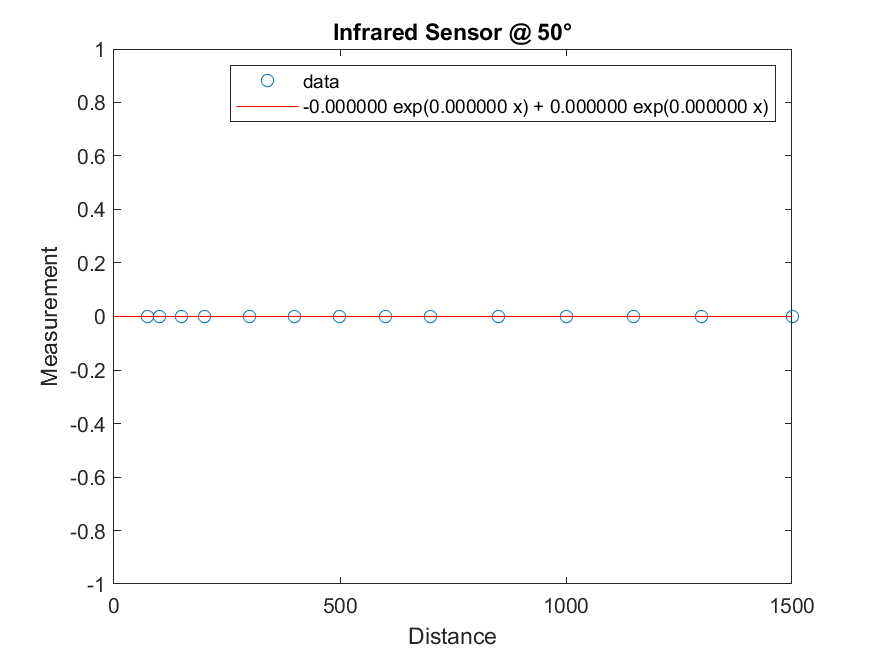 Infrared Sensor @ 50°
1
0.8
0.6
0.4
0.2
0
-0.2
-0.4
-0.6
-0.8
-1
Measurement
data
-0.000000 exp(0.000000 x) + 0.000000 exp(0.000000 x)
0 500 1000 1500
Distance